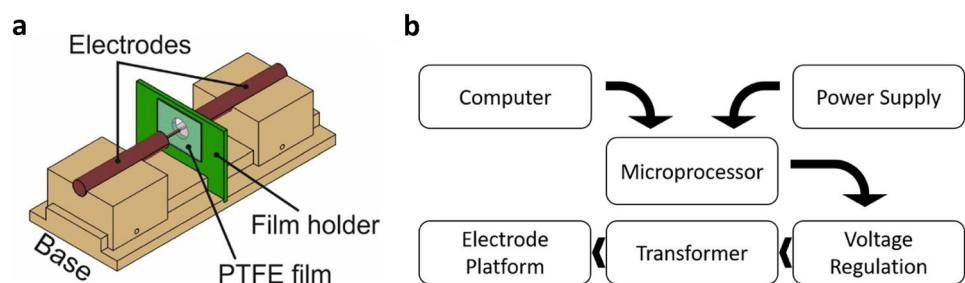 a
Electrodes
Film holder
PTFE film
Base
b
Computer
Power Supply
Microprocessor
Electrode
Platform
Transformer
Voltage
Regulation